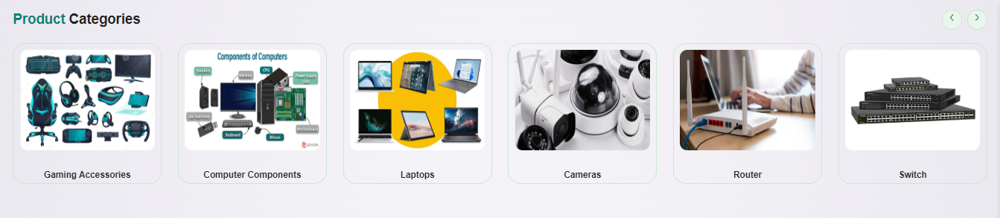 Product Categories
Components of Computers
Speakers
Monitor
CPU
Power Supply
Unit
Usb Flash Drive
Keyboard
Mouse
Motherboard
Gaming Accessories
Computer Components
Laptops
Cameras
Router
Switch